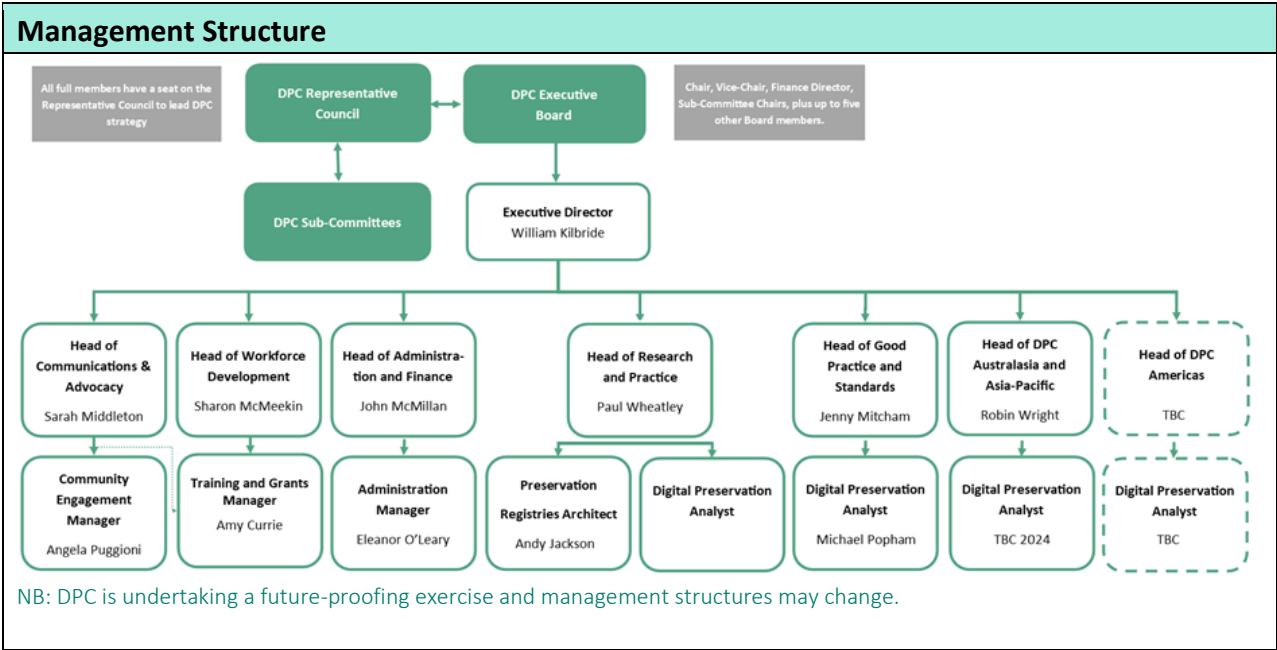 Management Structure
All full members have a seat on the
Representative Council to lead DPC
strategy
DPC Representative
Council
DPC Executive
Board
Chair, Vice-Chair, Finance Director,
Sub-Committee Chairs, plus up to five
other Board members.
DPC Sub-Committees
Executive Director
William Kilbride
Head of
Communications &
Advocacy
Sarah Middleton
Head of Workforce
Development
Sharon McMeekin
Head of Administra-
tion and Finance
John McMillan
Head of Research
and Practice
Paul Wheatley
Head of Good
Practice and
Standards
Jenny Mitcham
Head of DPC
Australasia and
Asia-Pacific
Robin Wright
Head of DPC
Americas
TBC
Community
Engagement
Manager
Angela Puggioni
Training and Grants
Manager
Amy Currie
Administration
Manager
Eleanor O'Leary
Preservation
Registries Architect
Andy Jackson
Digital Preservation
Analyst
Digital Preservation
Analyst
Michael Popham
Digital Preservation
Analyst
TBC 2024
Digital Preservation
Analyst
TBC
NB: DPC is undertaking a future-proofing exercise and management structures may change.